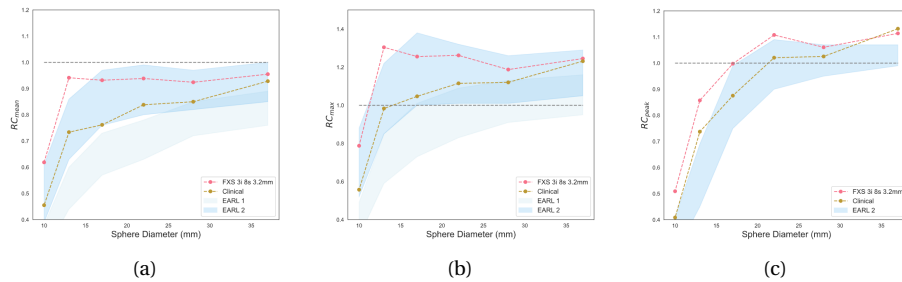 1.2
1.1
1.0
0.9
0.8
0.7
0.6
0.5
0.4
RC_mean
10
15
20
25
30
35
Sphere Diameter (mm)
FXS 3i 8s 3.2mm
Clinical
EARL 1
EARL 2
(a)
1.4
1.2
1.0
0.8
0.6
0.4
RC_max
10
15
20
25
30
35
Sphere Diameter (mm)
FXS 3i 8s 3.2mm
Clinical
EARL 1
EARL 2
(b)
1.2
1.1
1.0
0.9
0.8
0.7
0.6
0.5
0.4
RC_peak
10
15
20
25
30
35
Sphere Diameter (mm)
FXS 3i 8s 3.2mm
Clinical
EARL 2
(c)